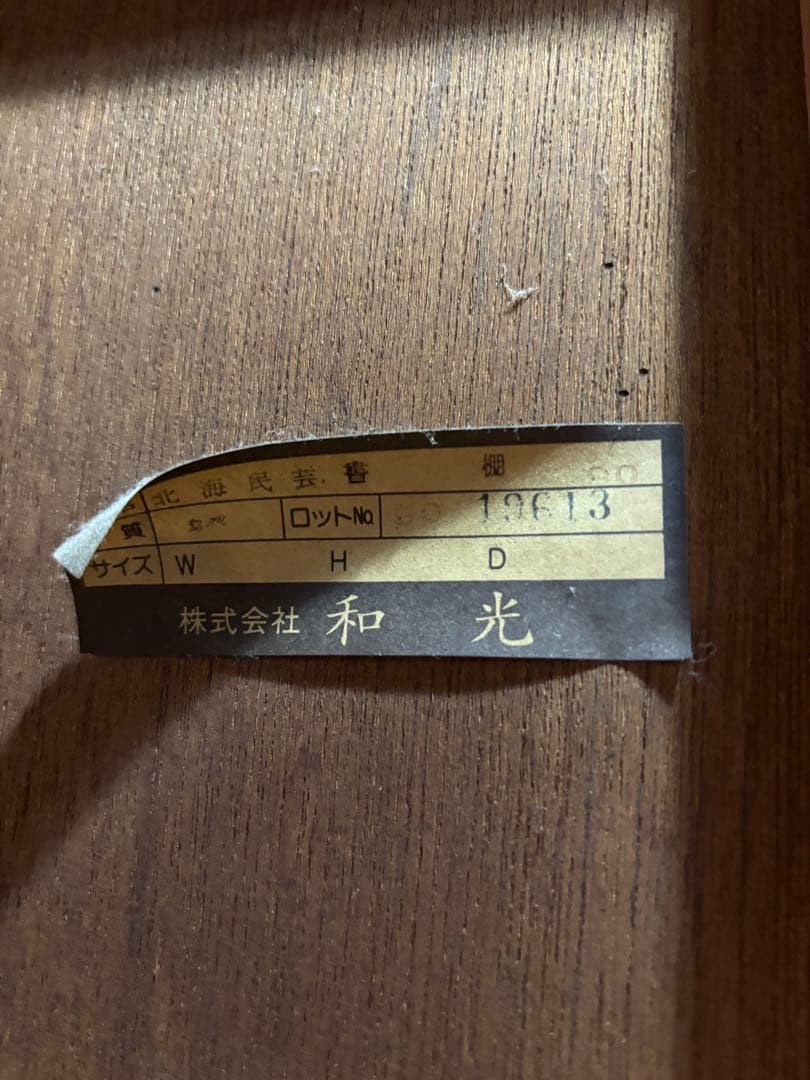 北海民芸 書 棚
質 ロットNo. 19613
サイズ W H D
株式会社 和 光